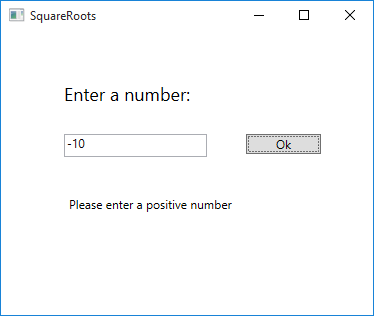 SquareRoots
Enter a number:
-10
Ok
Please enter a positive number